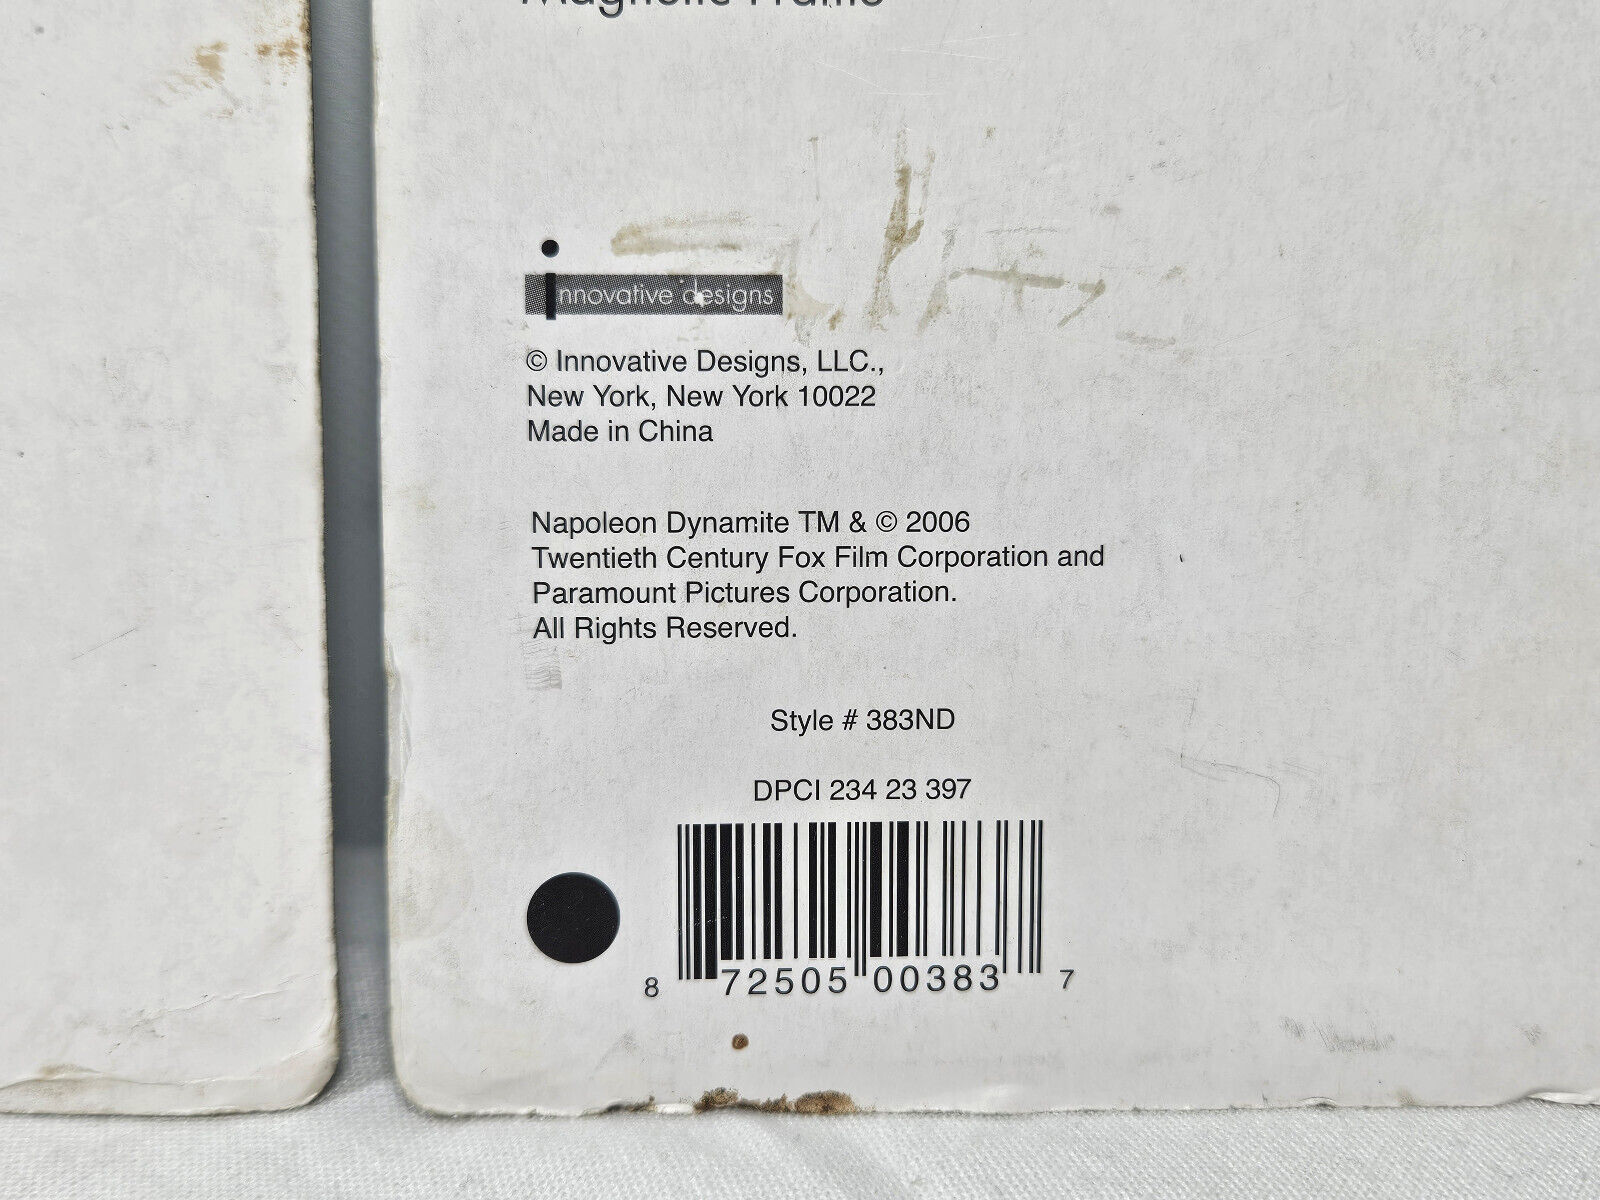 Magnetic Frame
innovative designs
© Innovative Designs, LLC.,
New York, New York 10022
Made in China
Napoleon Dynamite TM & © 2006
Twentieth Century Fox Film Corporation and
Paramount Pictures Corporation.
All Rights Reserved.
Style # 383ND
DPCI 234 23 397
8 72505 00383 7